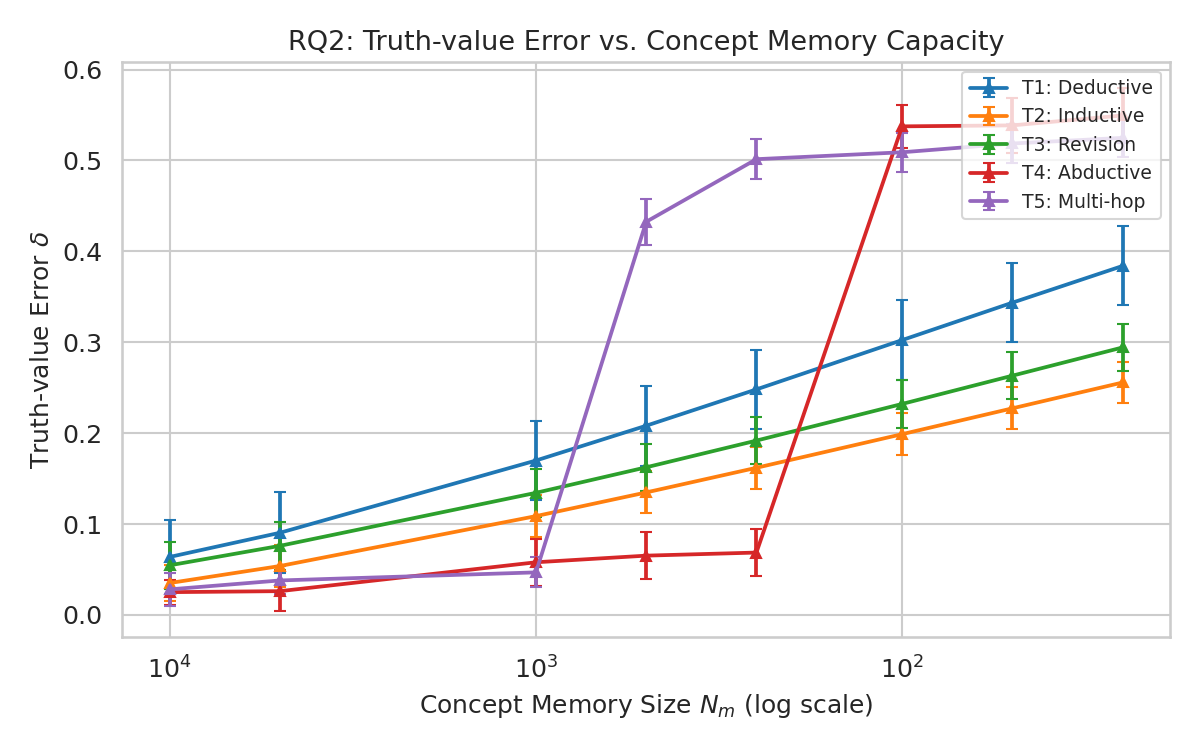 RQ2: Truth-value Error vs. Concept Memory Capacity
Truth-value Error δ
0.6
0.5
0.4
0.3
0.2
0.1
0.0
T1: Deductive
T2: Inductive
T3: Revision
T4: Abductive
T5: Multi-hop
10⁴
10³
10²
Concept Memory Size Nₘ (log scale)